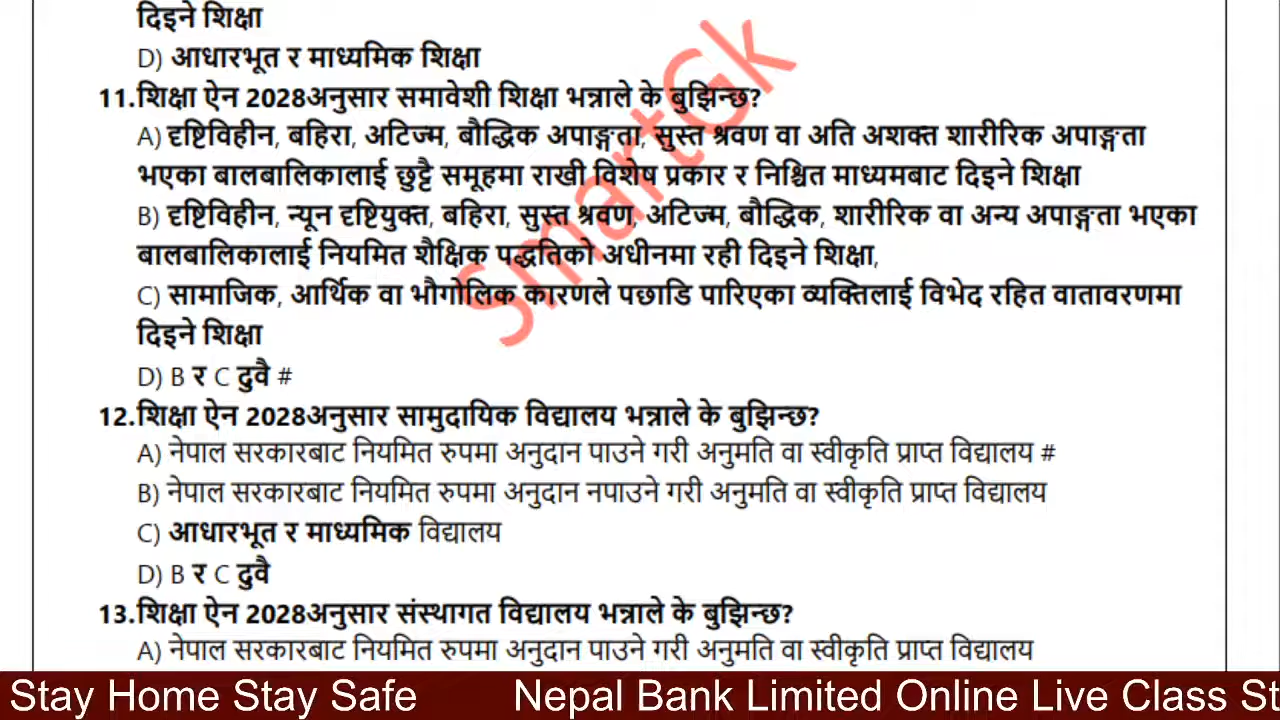 दिइने शिक्षा
D) आधारभूत र माध्यमिक शिक्षा
11.शिक्षा ऐन 2028अनुसार समावेशी शिक्षा भन्नाले के बुझिन्छ?
A) दृष्टिविहीन, बहिरा, अटिज्म, बौद्धिक अपाङ्गता, सुस्त श्रवण वा अति अशक्त शारीरिक अपाङ्गता
भएका बालबालिकालाई छुट्टै समूहमा राखी विशेष प्रकार र निश्चित माध्यमबाट दिइने शिक्षा
B) दृष्टिविहीन, न्यून दृष्टियुक्त, बहिरा, सुस्त श्रवण, अटिज्म, बौद्धिक, शारीरिक वा अन्य अपाङ्गता भएका
बालबालिकालाई नियमित शैक्षिक पद्धतिको अधीनमा रही दिइने शिक्षा,
C) सामाजिक, आर्थिक वा भौगोलिक कारणले पछाडि पारिएका व्यक्तिलाई विभेद रहित वातावरणमा
दिइने शिक्षा
D) B र C दुवै #
12.शिक्षा ऐन 2028अनुसार सामुदायिक विद्यालय भन्नाले के बुझिन्छ?
A) नेपाल सरकारबाट नियमित रुपमा अनुदान पाउने गरी अनुमति वा स्वीकृति प्राप्त विद्यालय #
B) नेपाल सरकारबाट नियमित रुपमा अनुदान नपाउने गरी अनुमति वा स्वीकृति प्राप्त विद्यालय
C) आधारभूत र माध्यमिक विद्यालय
D) B र C दुवै
13.शिक्षा ऐन 2028अनुसार संस्थागत विद्यालय भन्नाले के बुझिन्छ?
A) नेपाल सरकारबाट नियमित रुपमा अनुदान पाउने गरी अनुमति वा स्वीकृति प्राप्त विद्यालय
SmartGk
Stay Home Stay Safe Nepal Bank Limited Online Live Class St